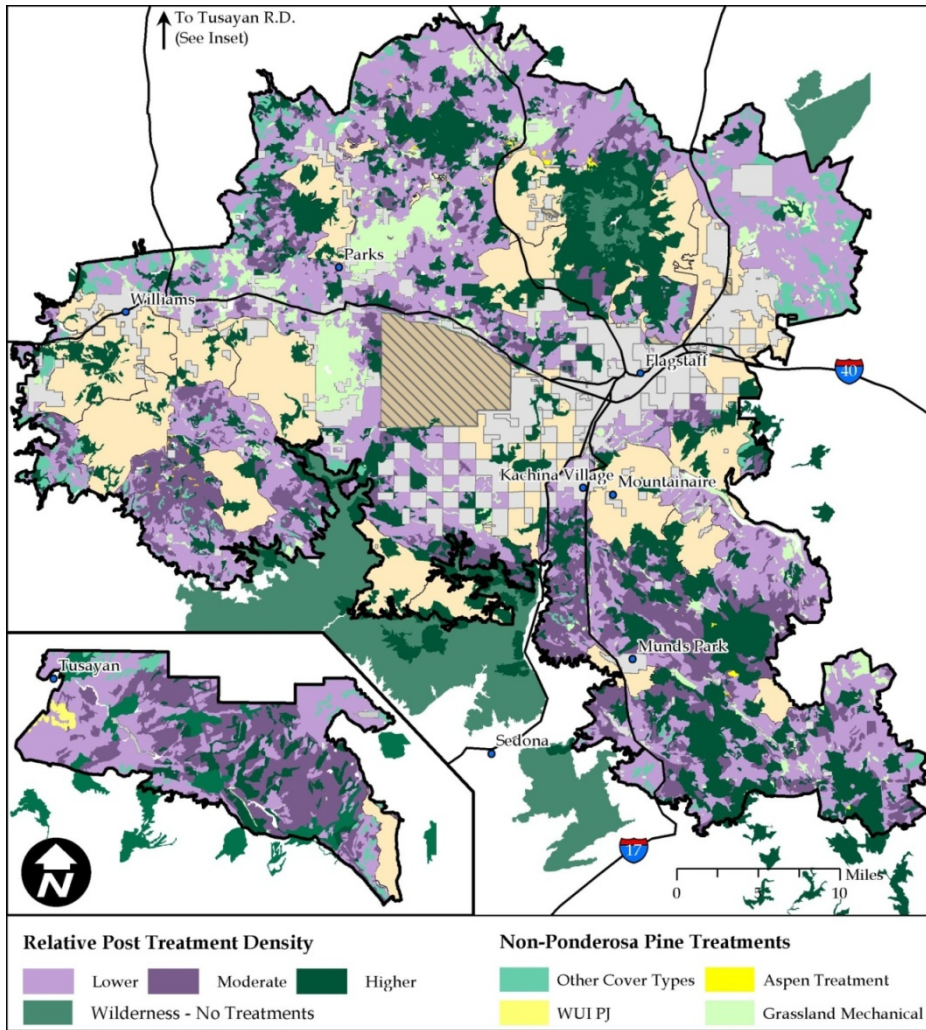 To Tusayan R.D.
(See Inset)
Parks
Williams
Flagstaff
40
Kachina Village
Mountainaire
Munds Park
Tusayan
Sedona
17
N
Miles
0 5 10
Relative Post Treatment Density
Lower Moderate Higher
Wilderness - No Treatments
Non-Ponderosa Pine Treatments
Other Cover Types Aspen Treatment
WUI PJ Grassland Mechanical